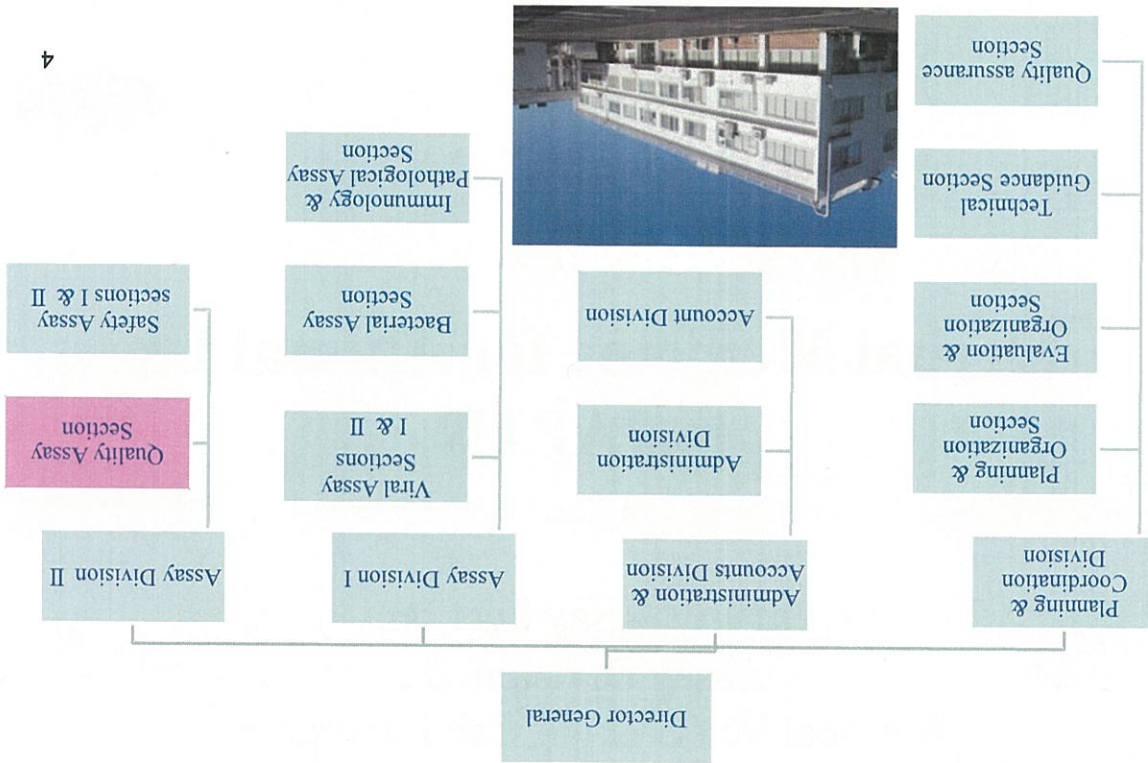 Director General
Planning &
Coordination
Division
Administration &
Accounts Division
Assay Division I
Assay Division II
Planning &
Organization
Section
Administration
Division
Viral Assay
Sections
I & II
Quality Assay
Section
Evaluation &
Organization
Section
Account Division
Bacterial Assay
Section
Safety Assay
sections I & II
Technical
Guidance Section
Immunology &
Pathological Assay
Section
Quality assurance
Section
4